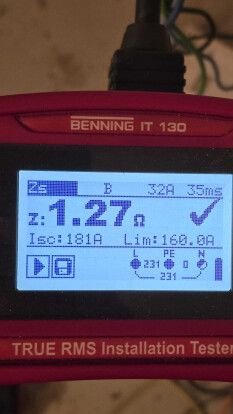 BENNING IT 130
Zs B 32A 35ms
Z: 1.27Ω
Isc:181A Lim:160.0A
L PE N
231 0
231
TRUE RMS Installation Tester